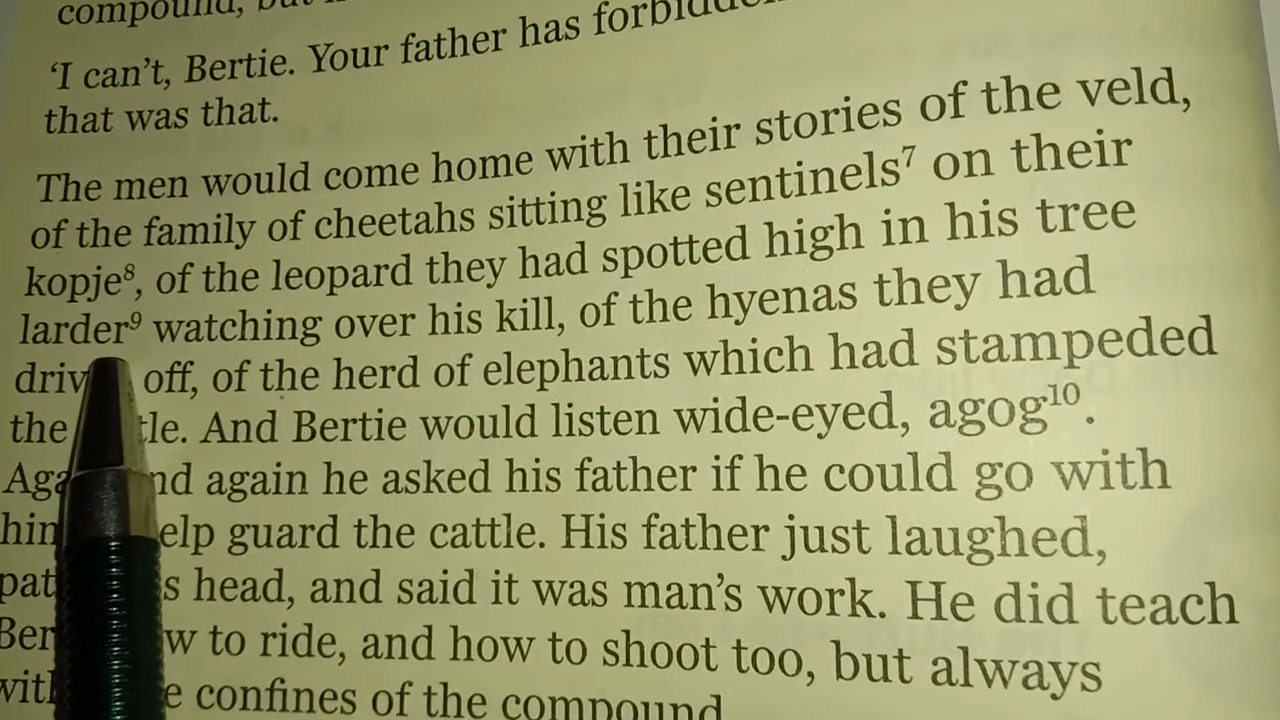 compound,
'I can't, Bertie. Your father has
that was that.
The men would come home with their stories of the veld,
of the family of cheetahs sitting like sentinels⁷ on their
kopje⁸, of the leopard they had spotted high in his tree
larder⁹ watching over his kill, of the hyenas they had
off, of the herd of elephants which had stampeded
the And Bertie would listen wide-eyed, agog¹⁰.
again he asked his father if he could go with
guard the cattle. His father just laughed,
head, and said it was man's work. He did teach
to ride, and how to shoot too, but always
confines of the compound